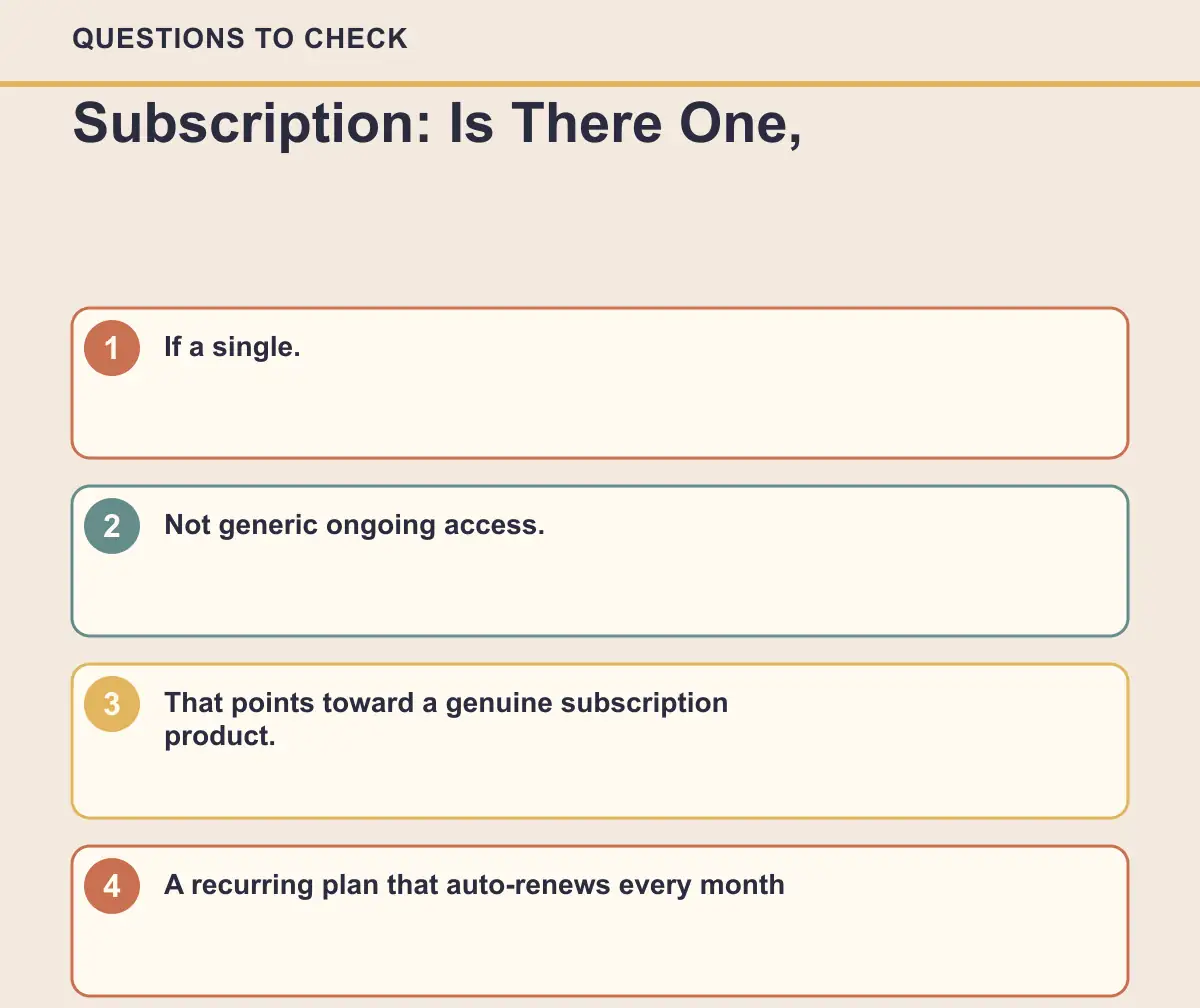 QUESTIONS TO CHECK
Subscription: Is There One,
1
If a single.
2
Not generic ongoing access.
3
That points toward a genuine subscription
product.
4
A recurring plan that auto-renews every month